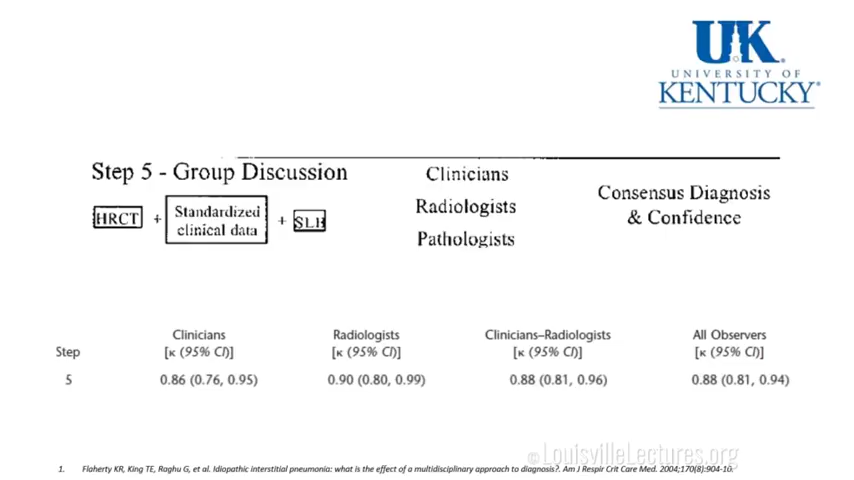 UK
UNIVERSITY OF
KENTUCKY
Step 5 - Group Discussion
HRCT + Standardized clinical data + SLB
Clinicians
Radiologists
Pathologists
Consensus Diagnosis
& Confidence
Clinicians Radiologists Clinicians–Radiologists All Observers
Step [κ (95% CI)] [κ (95% CI)] [κ (95% CI)] [κ (95% CI)]
5 0.86 (0.76, 0.95) 0.90 (0.80, 0.99) 0.88 (0.81, 0.96) 0.88 (0.81, 0.94)
© LouisvilleLectures.org
1. Flaherty KR, King TE, Raghu G, et al. Idiopathic interstitial pneumonia: what is the effect of a multidisciplinary approach to diagnosis?. Am J Respir Crit Care Med. 2004;170(8):904-10.